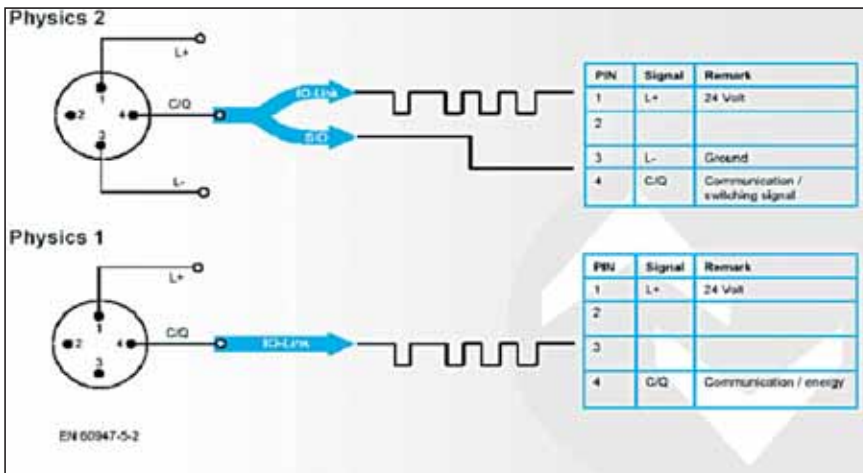 Physics 2
L+
1
2
4
3
C/Q
L-
IO-Link
SIO
PIN Signal Remark
1 L+ 24 Volt
2
3 L- Ground
4 C/Q Communication /
switching signal
Physics 1
L+
1
2
4
3
C/Q
IO-Link
PIN Signal Remark
1 L+ 24 Volt
2
3
4 C/Q Communication / energy
EN 60947-5-2